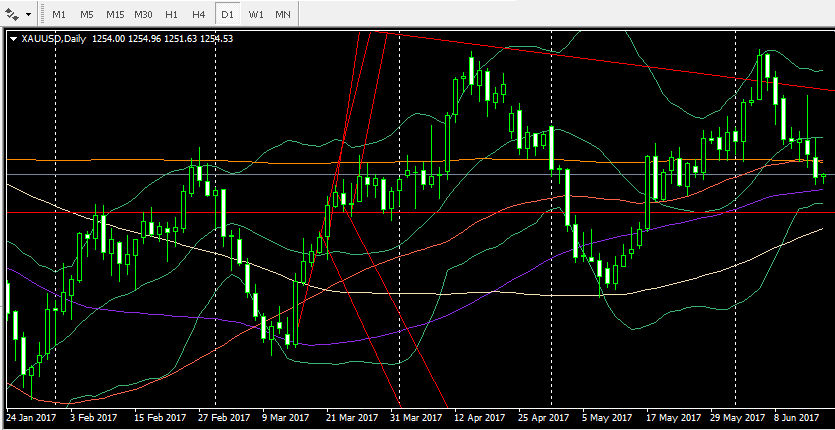 M1 M5 M15 M30 H1 H4 D1 W1 MN
XAUUSD,Daily 1254.00 1254.96 1251.63 1254.53
24 Jan 2017 3 Feb 2017 15 Feb 2017 27 Feb 2017 9 Mar 2017 21 Mar 2017 31 Mar 2017 12 Apr 2017 25 Apr 2017 5 May 2017 17 May 2017 29 May 2017 8 Jun 2017